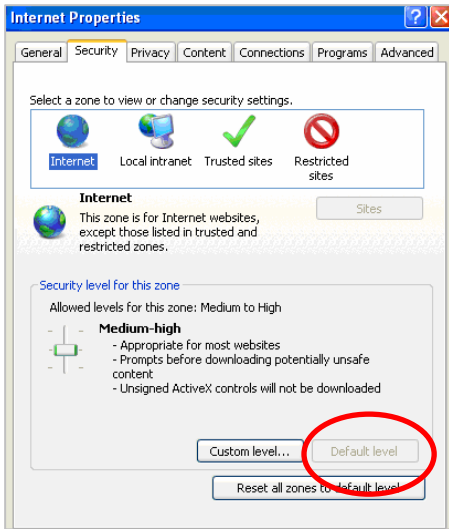 Internet Properties
General Security Privacy Content Connections Programs Advanced
Select a zone to view or change security settings.
Internet Local intranet Trusted sites Restricted
sites
Internet
This zone is for Internet websites,
except those listed in trusted and
restricted zones.
Sites
Security level for this zone
Allowed levels for this zone: Medium to High
Medium-high
- Appropriate for most websites
- Prompts before downloading potentially unsafe
content
- Unsigned ActiveX controls will not be downloaded
Custom level... Default level
Reset all zones to default level